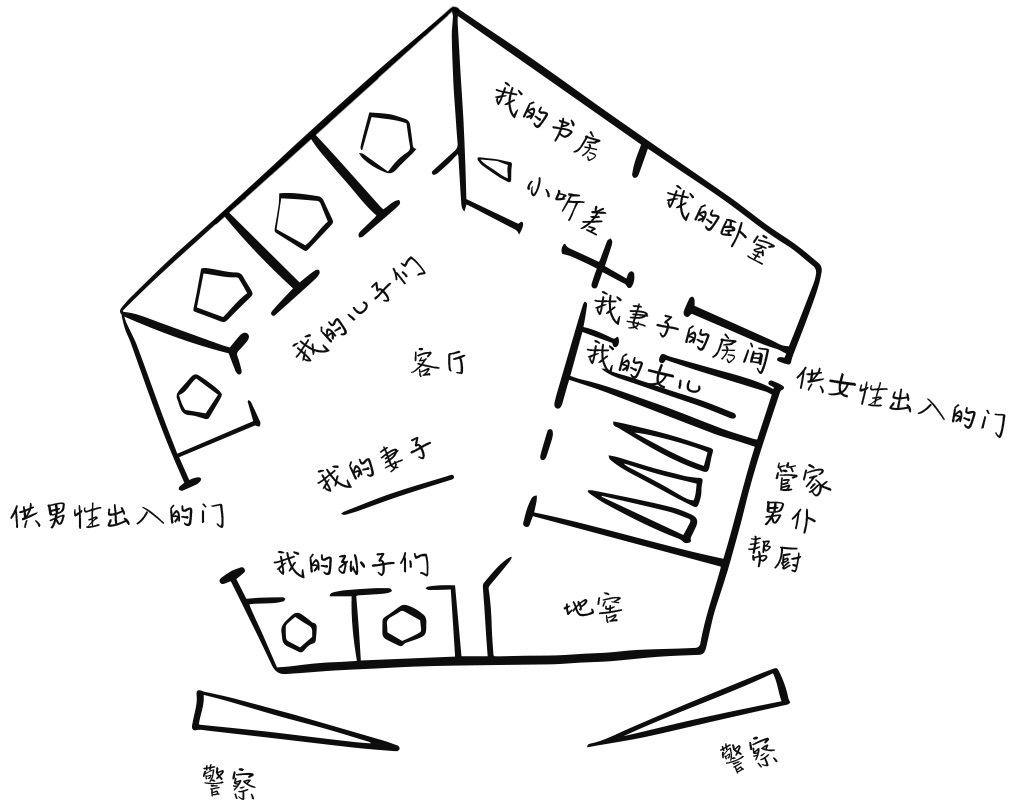 我的书房
小听差
我的卧室
我的儿子们
我妻子的房间
客厅
我的女儿
供女性出入的门
我的妻子
管家
男仆
帮厨
供男性出入的门
我的孙子们
地窖
警察
警察